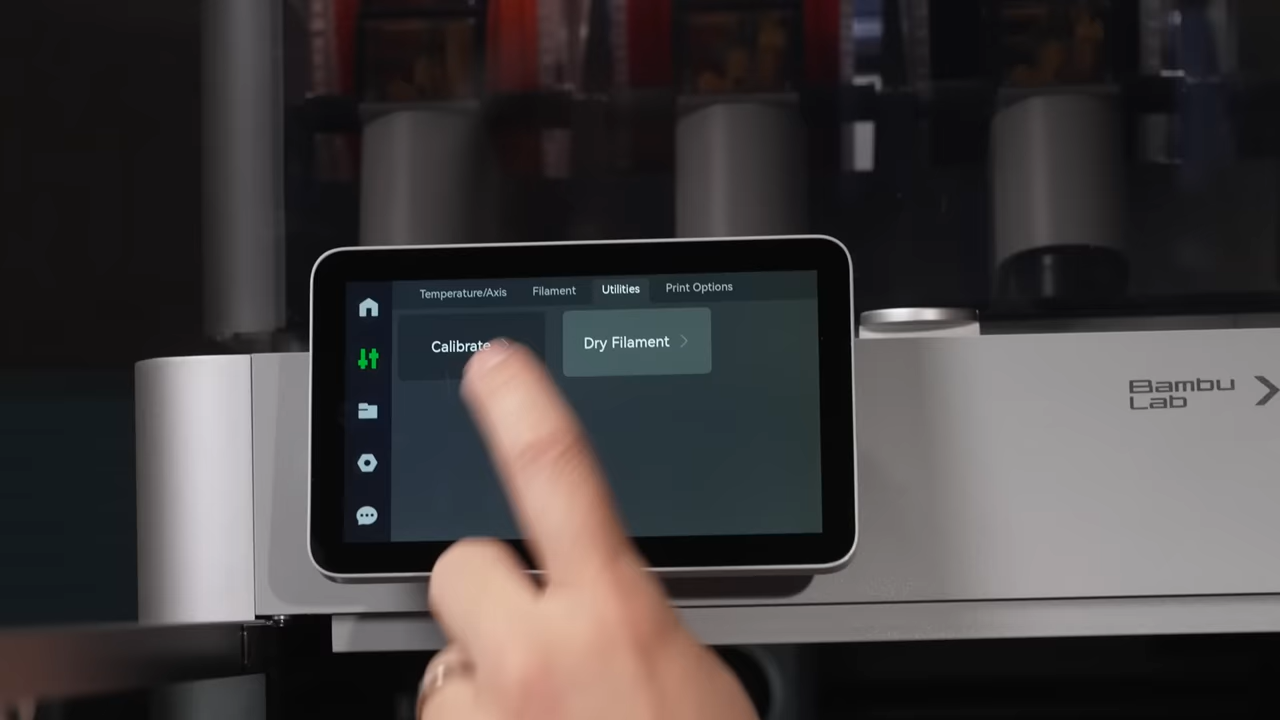 Temperature/Axis Filament Utilities Print Options
Calibrate Dry Filament
Bambu
Lab X